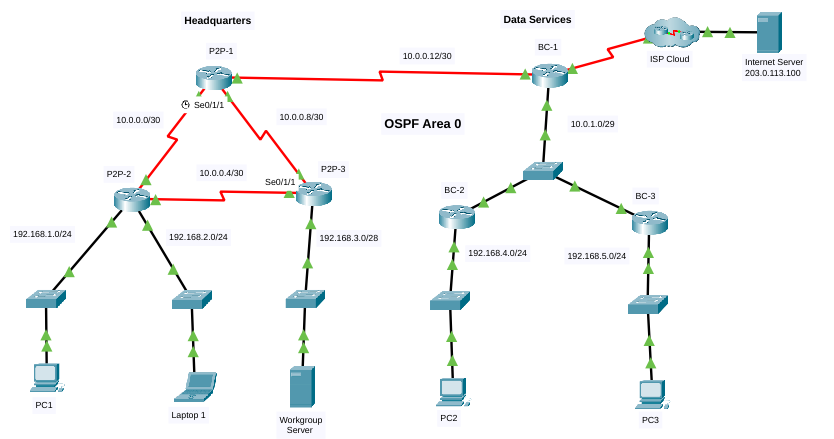 Headquarters
Data Services
P2P-1
BC-1
ISP Cloud
Internet Server
203.0.113.100
10.0.0.12/30
Se0/1/1
10.0.0.0/30
10.0.0.8/30
OSPF Area 0
10.0.1.0/29
P2P-2
10.0.0.4/30
Se0/1/1
P2P-3
BC-2
BC-3
192.168.1.0/24
192.168.2.0/24
192.168.3.0/28
192.168.4.0/24
192.168.5.0/24
PC1
Laptop 1
Workgroup
Server
PC2
PC3